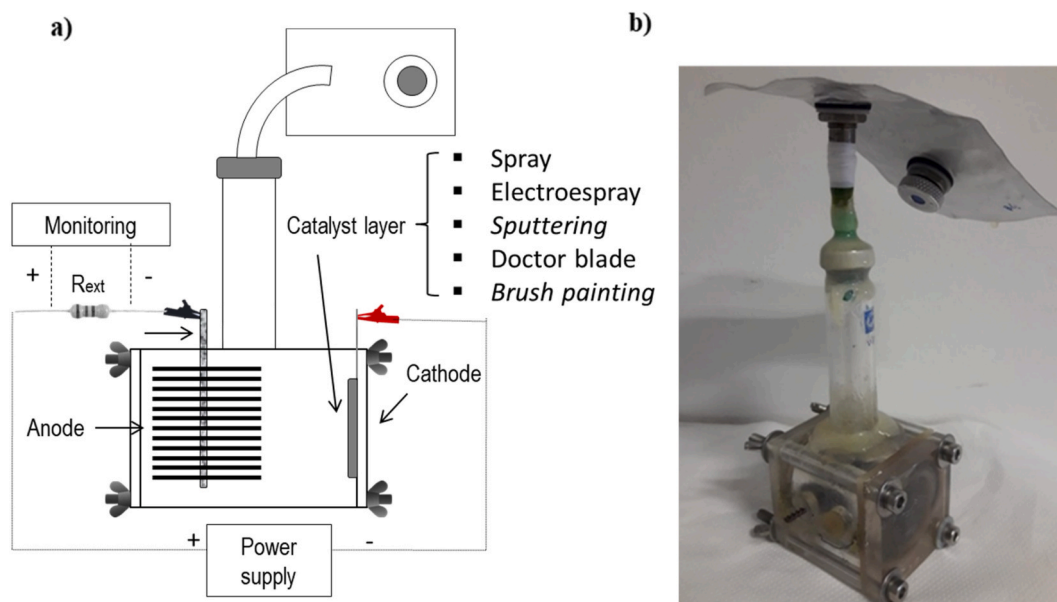 a)
b)
Monitoring
+
-
Rext
Catalyst layer
▪ Spray
▪ Electroespray
▪ Sputtering
▪ Doctor blade
▪ Brush painting
Anode
Cathode
+
-
Power
supply